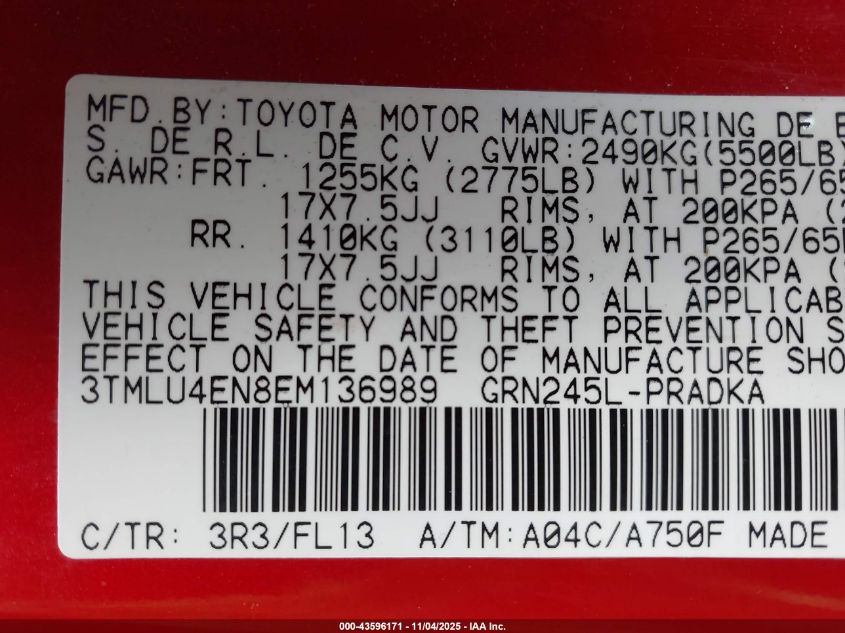 MFD. BY: TOYOTA MOTOR MANUFACTURING DE
S. DE R.L. DE C.V. GVWR: 2490KG(5500LB)
GAWR: FRT. 1255KG (2775LB) WITH P265/65
17X7.5JJ RIMS, AT 200KPA (
RR. 1410KG (3110LB) WITH P265/65
17X7.5JJ RIMS, AT 200KPA (
THIS VEHICLE CONFORMS TO ALL APPLICAB
VEHICLE SAFETY AND THEFT PREVENTION S
EFFECT ON THE DATE OF MANUFACTURE SHO
3TMLU4EN8EM136989 GRN245L-PRADKA
C/TR: 3R3/FL13 A/TM: A04C/A750F MADE
000-43596171 - 11/04/2025 - IAA Inc.